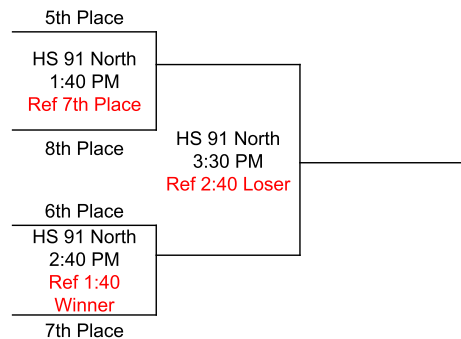 5th Place
HS 91 North
1:40 PM
Ref 7th Place
8th Place
HS 91 North
3:30 PM
Ref 2:40 Loser
6th Place
HS 91 North
2:40 PM
Ref 1:40
Winner
7th Place